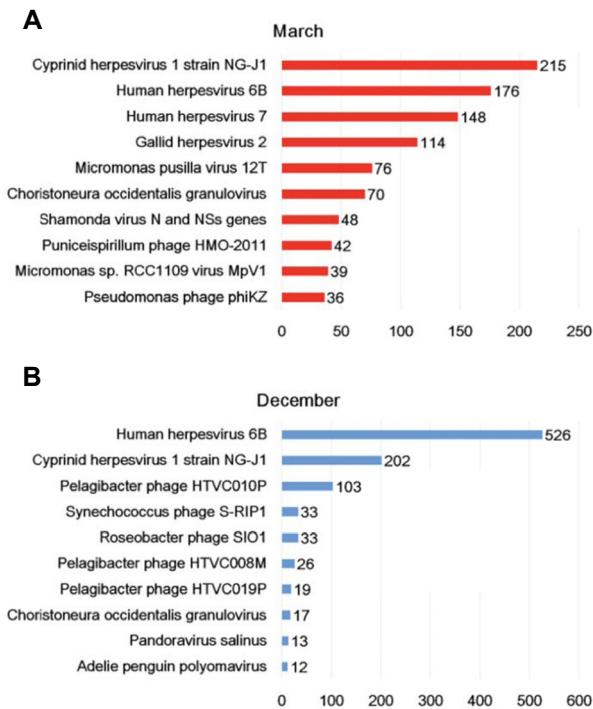 A
March
Cyprinid herpesvirus 1 strain NG-J1 215
Human herpesvirus 6B 176
Human herpesvirus 7 148
Gallid herpesvirus 2 114
Micromonas pusilla virus 12T 76
Choristoneura occidentalis granulovirus 70
Shamonda virus N and NSs genes 48
Puniceispirillum phage HMO-2011 42
Micromonas sp. RCC1109 virus MpV1 39
Pseudomonas phage phiKZ 36
0 50 100 150 200 250
B
December
Human herpesvirus 6B 526
Cyprinid herpesvirus 1 strain NG-J1 202
Pelagibacter phage HTVC010P 103
Synechococcus phage S-RIP1 33
Roseobacter phage SIO1 33
Pelagibacter phage HTVC008M 26
Pelagibacter phage HTVC019P 19
Choristoneura occidentalis granulovirus 17
Pandoravirus salinus 13
Adelie penguin polyomavirus 12
0 100 200 300 400 500 600